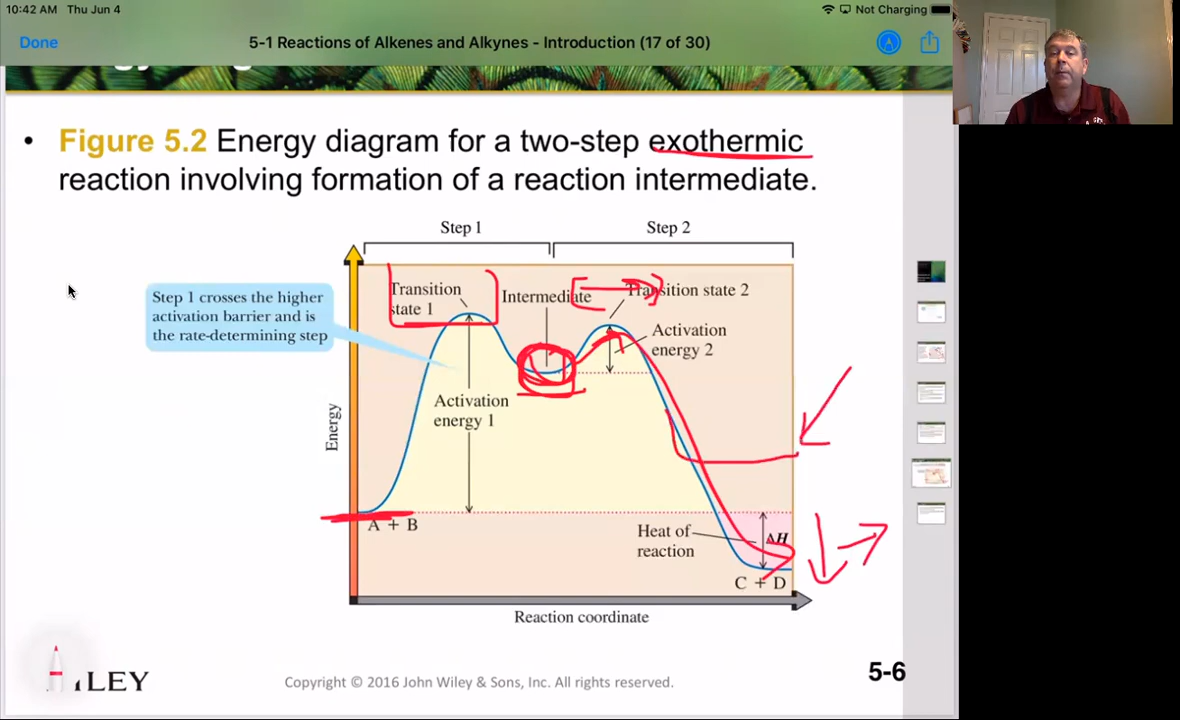 10:42 AM Thu Jun 4
Not Charging
Done
5-1 Reactions of Alkenes and Alkynes - Introduction (17 of 30)
• Figure 5.2 Energy diagram for a two-step exothermic
reaction involving formation of a reaction intermediate.
Step 1
Step 2
Transition
state 1
Intermediate
Transition state 2
Step 1 crosses the higher
activation barrier and is
the rate-determining step
Activation
energy 2
Activation
energy 1
Energy
A + B
Heat of
reaction
ΔH
C + D
Reaction coordinate
WILEY
Copyright © 2016 John Wiley & Sons, Inc. All rights reserved.
5-6